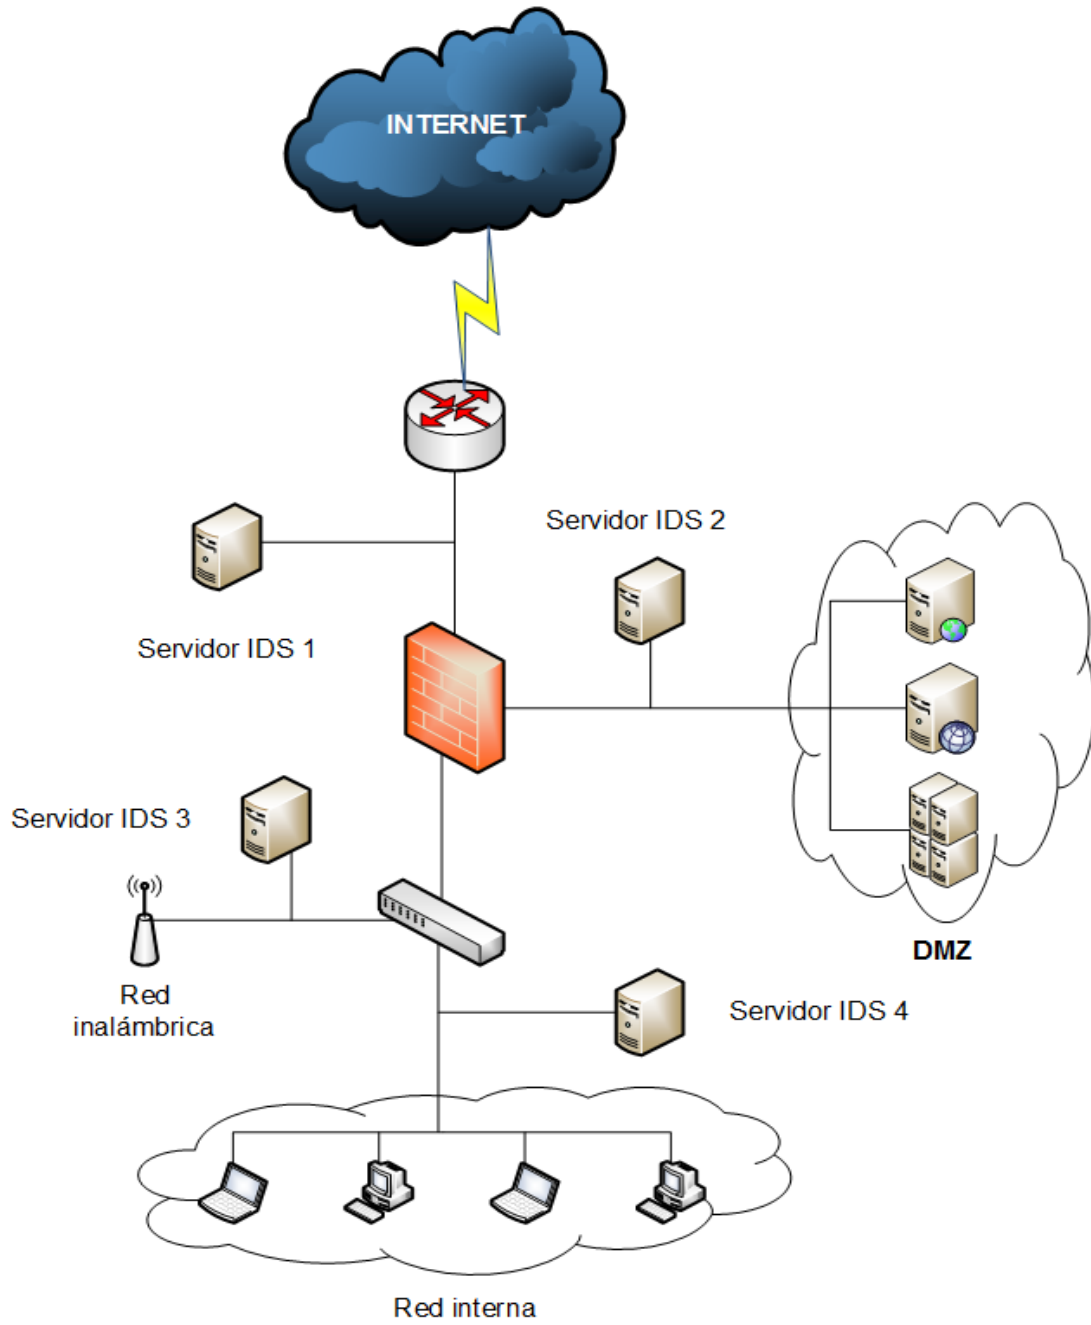 INTERNET
Servidor IDS 2
Servidor IDS 1
Servidor IDS 3
DMZ
Red
inalámbrica
Servidor IDS 4
Red interna